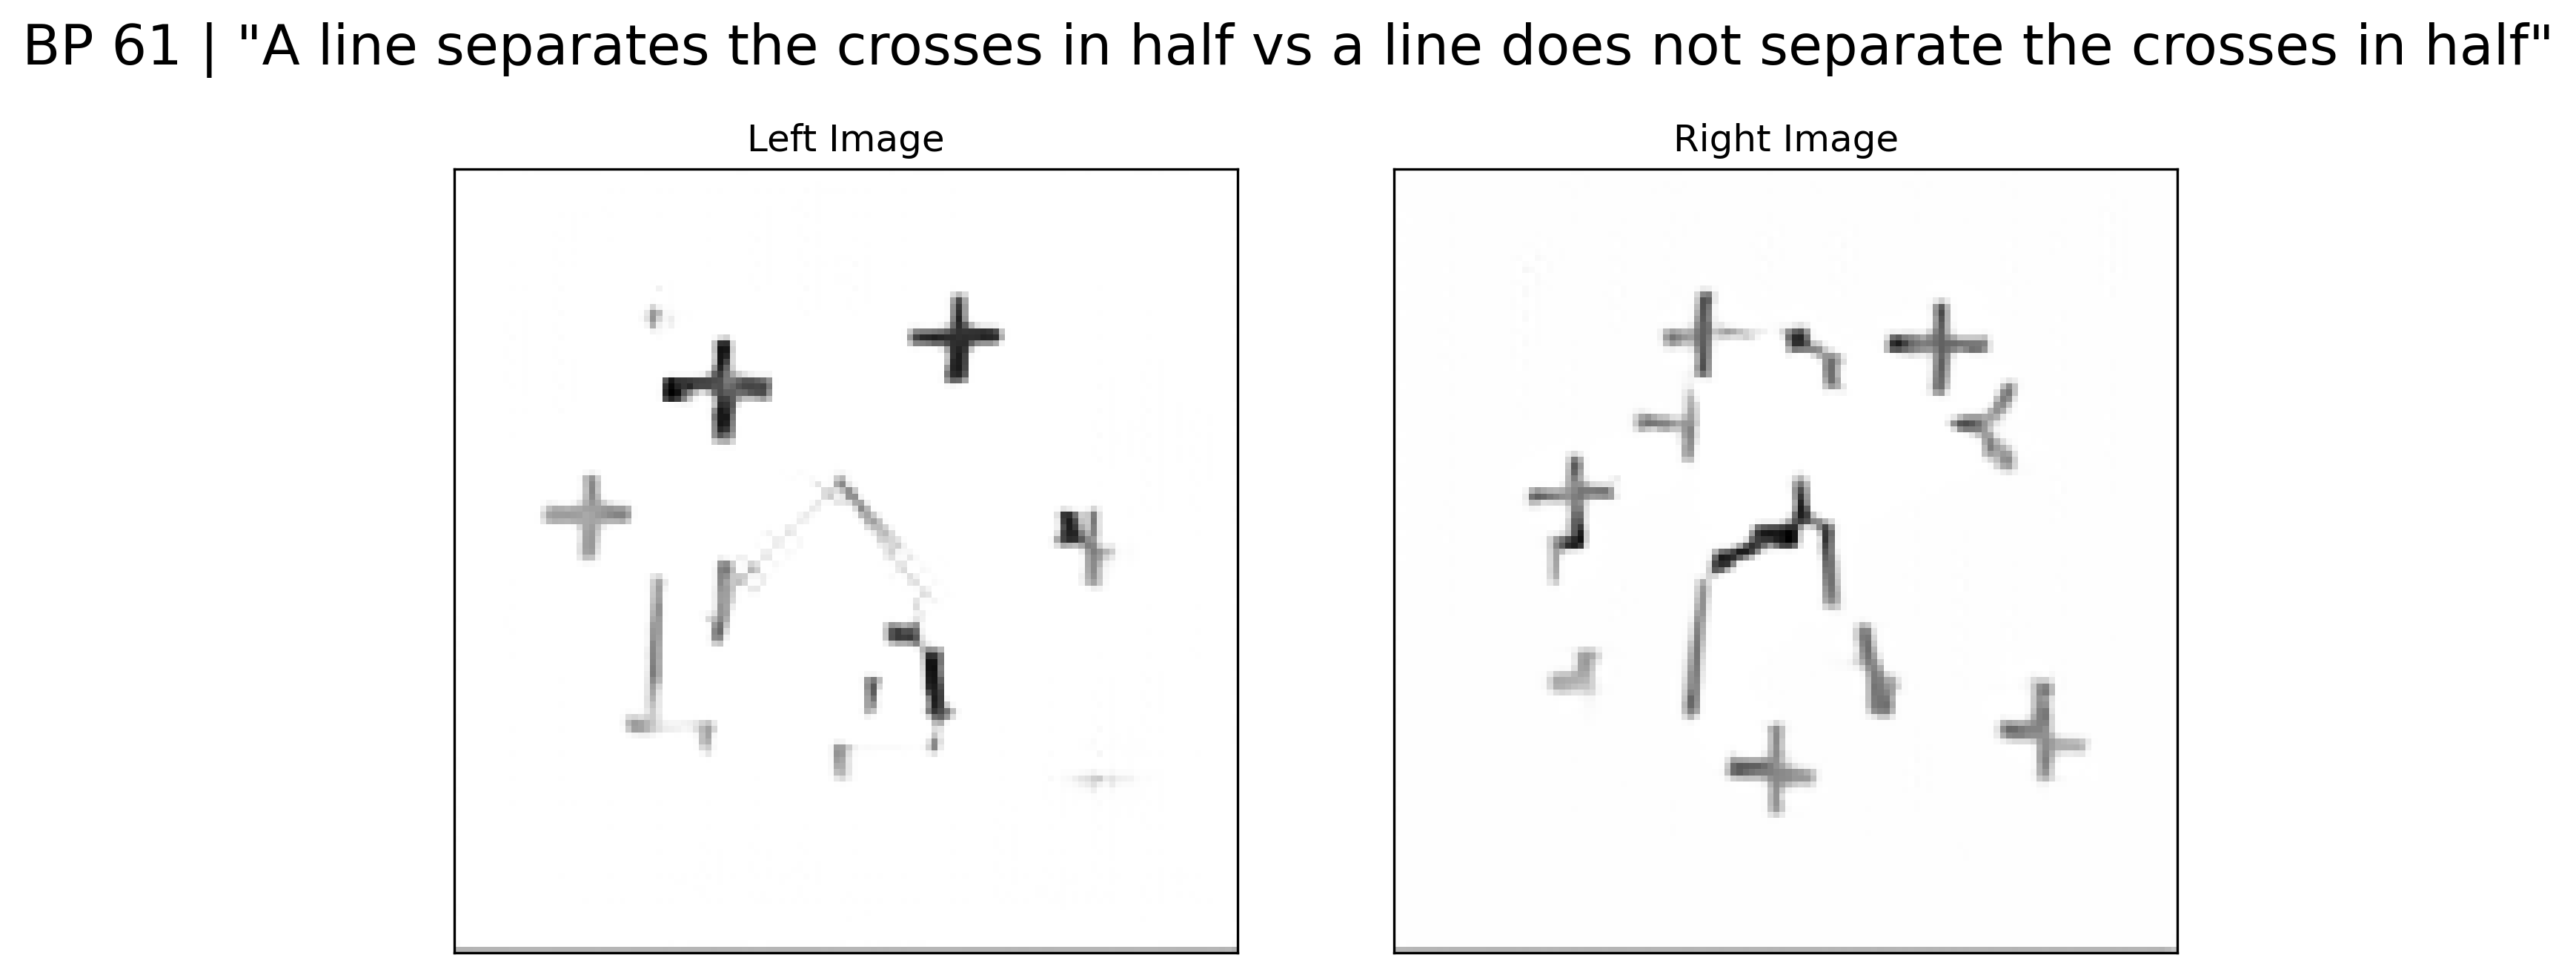 BP 61 | "A line separates the crosses in half vs a line does not separate the crosses in half"
Left Image
Right Image